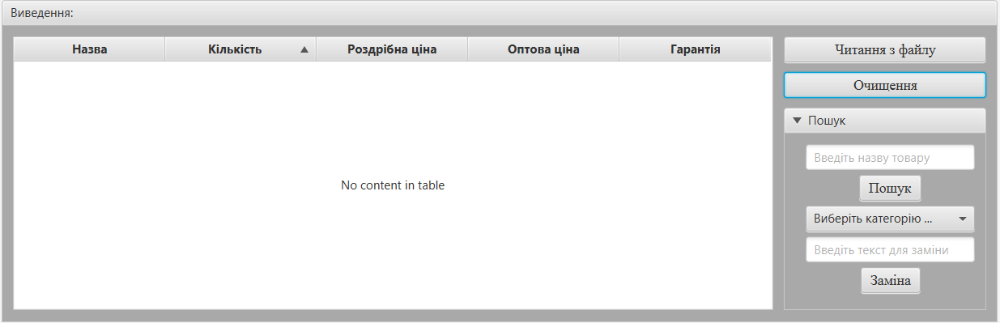 Виведення:
Назва Кількість Роздрібна ціна Оптова ціна Гарантія
No content in table
Читання з файлу
Очищення
Пошук
Введіть назву товару
Пошук
Виберіть категорію ...
Введіть текст для заміни
Заміна